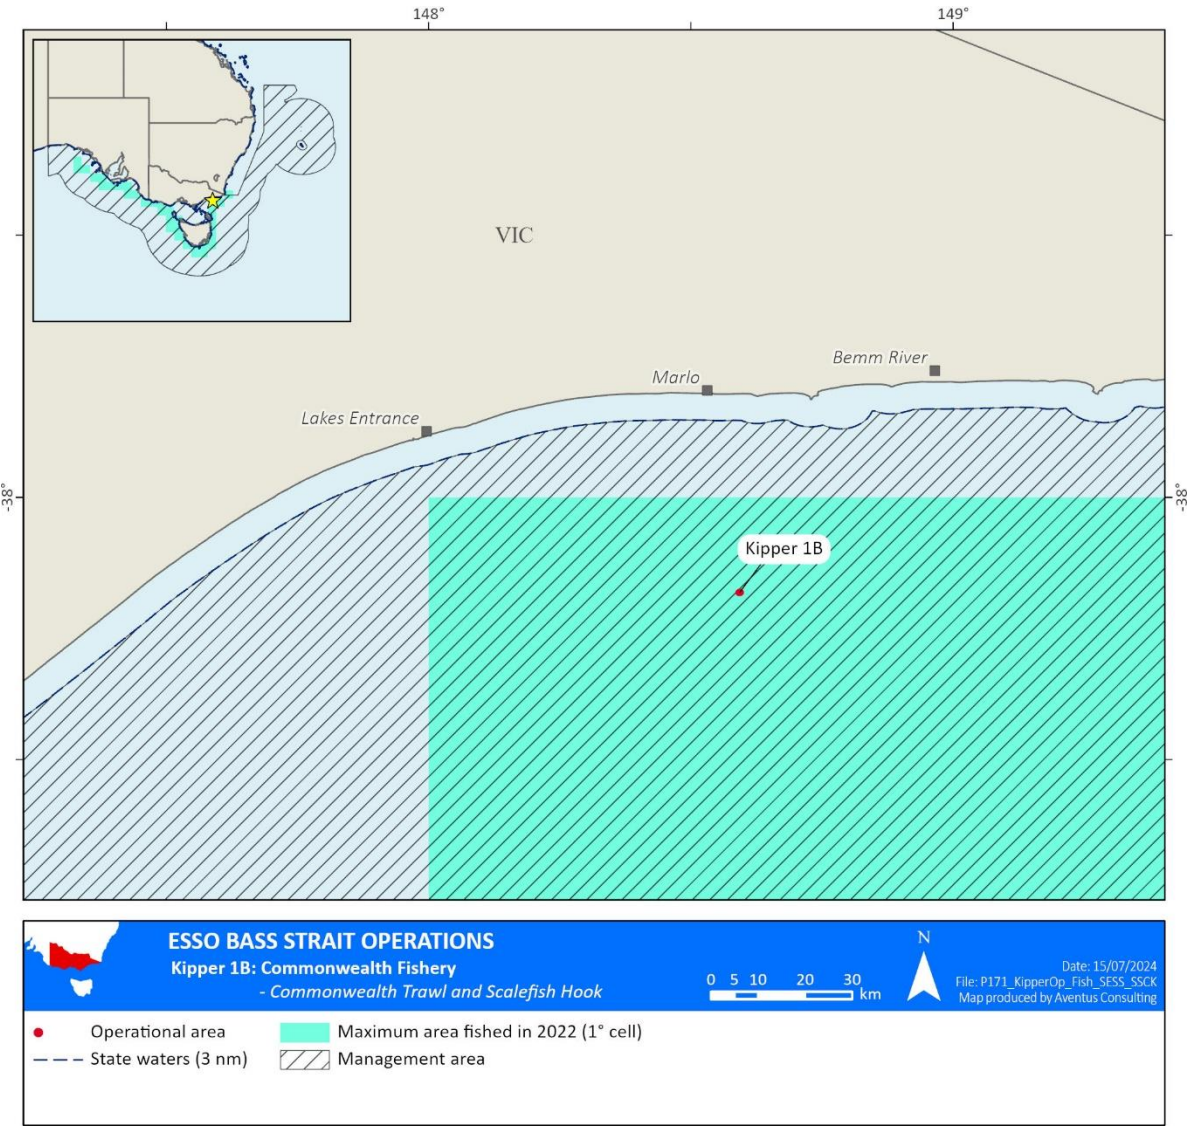 148°
149°
VIC
Bemm River
Marlo
Lakes Entrance
-38°
-38°
Kipper 1B
ESSO BASS STRAIT OPERATIONS
Kipper 1B: Commonwealth Fishery
- Commonwealth Trawl and Scalefish Hook
0 5 10 20 30
km
N
Date: 15/07/2024
File: P171_KipperOp_Fish_SESS_SSCK
Map produced by Aventus Consulting
Operational area
Maximum area fished in 2022 (1° cell)
State waters (3 nm)
Management area